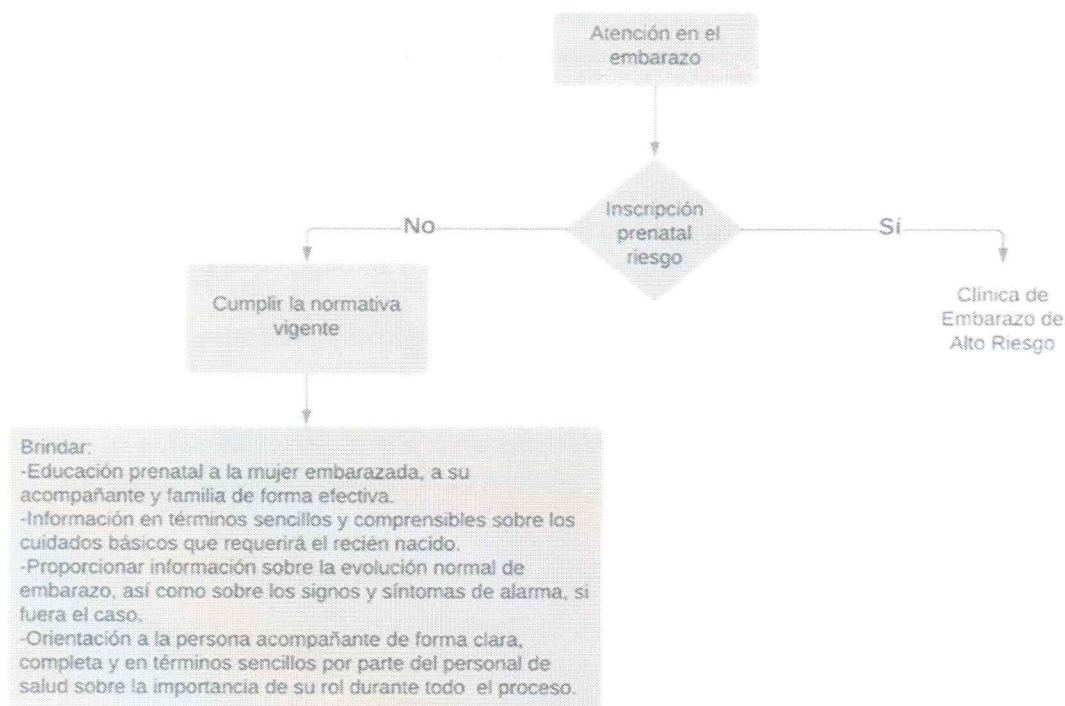 Atención en el
embarazo
Inscripción
prenatal
riesgo
No
Sí
Cumplir la normativa
vigente
Clínica de
Embarazo de
Alto Riesgo
Brindar:
-Educación prenatal a la mujer embarazada, a su
acompañante y familia de forma efectiva.
-Información en términos sencillos y comprensibles sobre los
cuidados básicos que requerirá el recién nacido.
-Proporcionar información sobre la evolución normal de
embarazo, así como sobre los signos y síntomas de alarma, si
fuera el caso.
-Orientación a la persona acompañante de forma clara,
completa y en términos sencillos por parte del personal de
salud sobre la importancia de su rol durante todo el proceso.